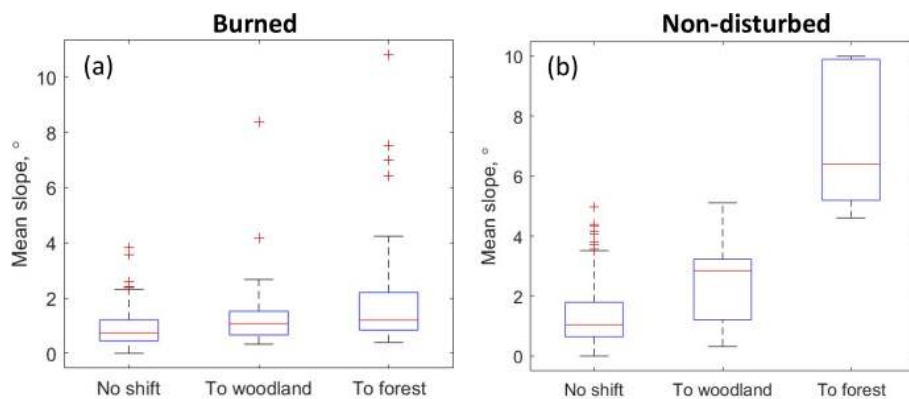 Burned
Non-disturbed
(a)
(b)
Mean slope, °
10
8
6
4
2
0
No shift
To woodland
To forest
Mean slope, °
10
8
6
4
2
0
No shift
To woodland
To forest